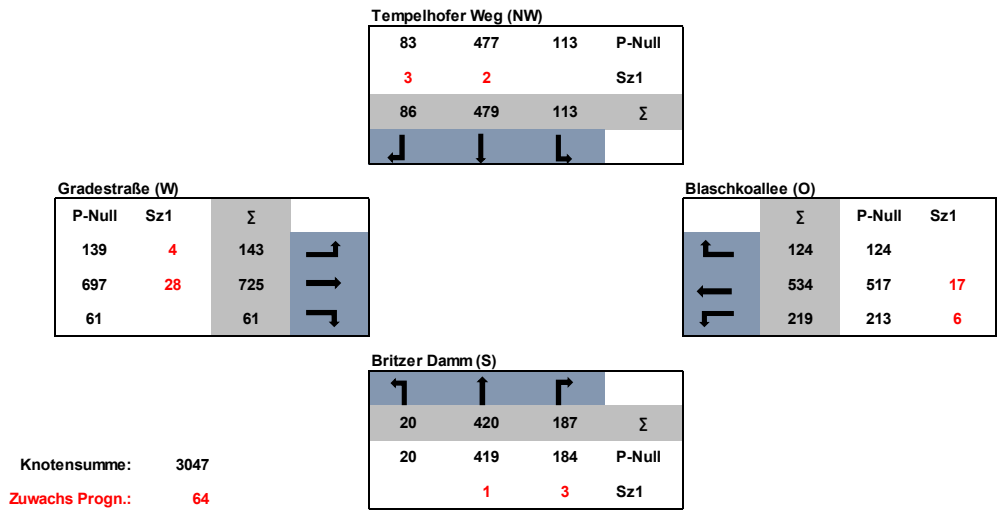 Tempelhofer Weg (NW)
83 477 113 P-Null
3 2 Sz1
86 479 113 Σ
Gradestraße (W)
P-Null Sz1 Σ
139 4 143
697 28 725
61 61
Blaschkoallee (O)
Σ P-Null Sz1
124 124
534 517 17
219 213 6
Britzer Damm (S)
20 420 187 Σ
20 419 184 P-Null
1 3 Sz1
Knotensumme: 3047
Zuwachs Progn.: 64